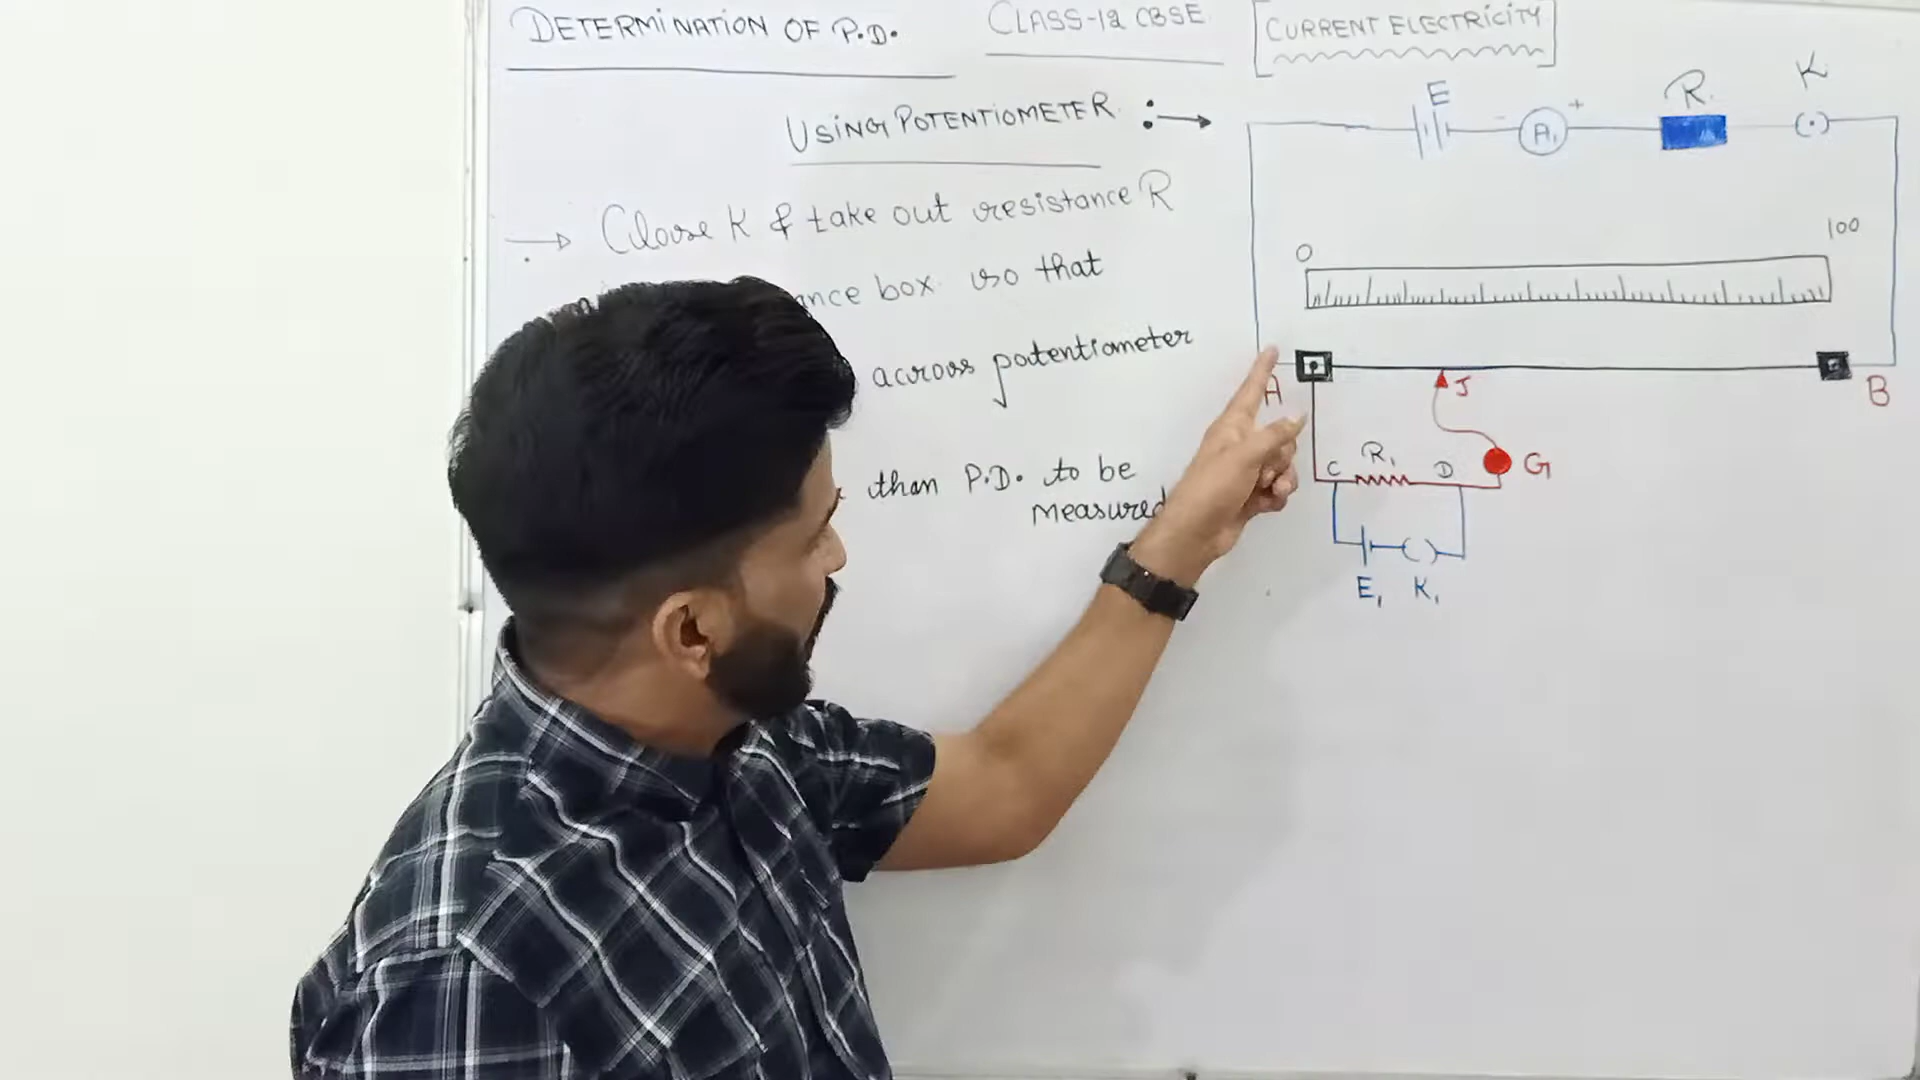 DETERMINATION OF P.D. CLASS-12 CBSE [CURRENT ELECTRICITY]
USING POTENTIOMETER :→
→ Close K & take out resistance R
ance box so that
across potentiometer
than P.D. to be
measured
E
A₁
+
-
R.
K
(·)
0
100
A
J
B
C
R₁
D
G
E₁ K₁